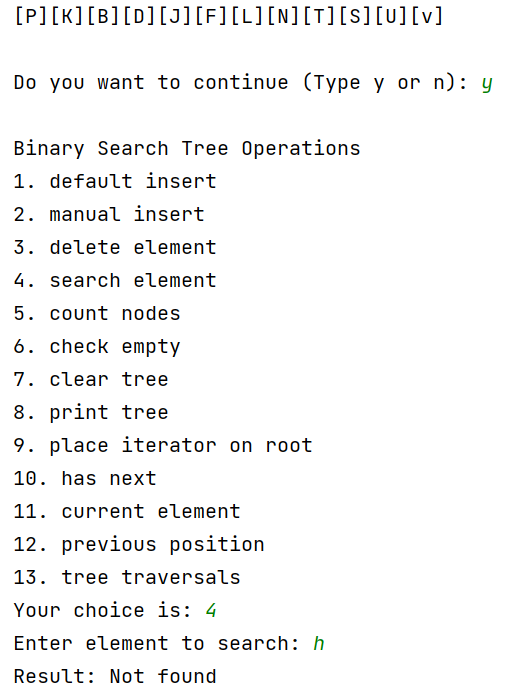 [P][K][B][D][J][F][L][N][T][S][U][v]
Do you want to continue (Type y or n): y
Binary Search Tree Operations
1. default insert
2. manual insert
3. delete element
4. search element
5. count nodes
6. check empty
7. clear tree
8. print tree
9. place iterator on root
10. has next
11. current element
12. previous position
13. tree traversals
Your choice is: 4
Enter element to search: h
Result: Not found